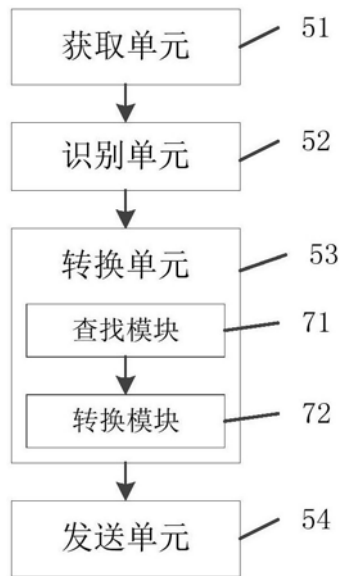 获取单元 51
识别单元 52
转换单元 53
查找模块 71
转换模块 72
发送单元 54